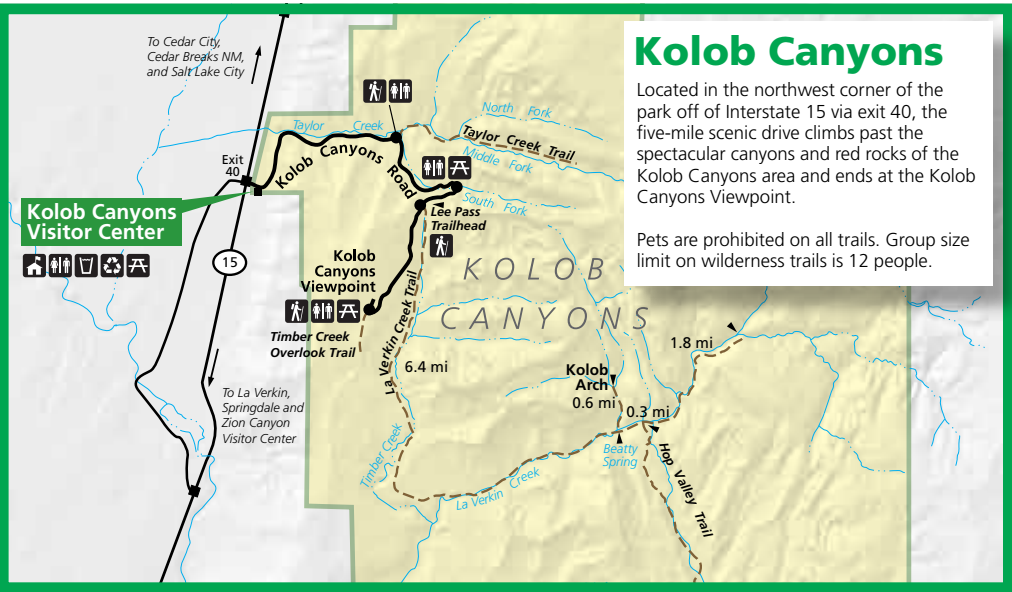 Kolob Canyons
Located in the northwest corner of the
park off of Interstate 15 via exit 40, the
five-mile scenic drive climbs past the
spectacular canyons and red rocks of the
Kolob Canyons area and ends at the Kolob
Canyons Viewpoint.
Pets are prohibited on all trails. Group size
limit on wilderness trails is 12 people.
To Cedar City,
Cedar Breaks NM,
and Salt Lake City
North Fork
Taylor Creek
Taylor Creek Trail
Middle Fork
Exit
40
Kolob Canyons Road
South Fork
Kolob Canyons
Visitor Center
Lee Pass
Trailhead
15
Kolob
Canyons
Viewpoint
KOLOB
CANYONS
Timber Creek
Overlook Trail
La Verkin Creek Trail
6.4 mi
1.8 mi
Kolob
Arch
0.6 mi
0.3 mi
To La Verkin,
Springdale and
Zion Canyon
Visitor Center
Timber Creek
Beatty
Spring
Hop Valley Trail
La Verkin Creek